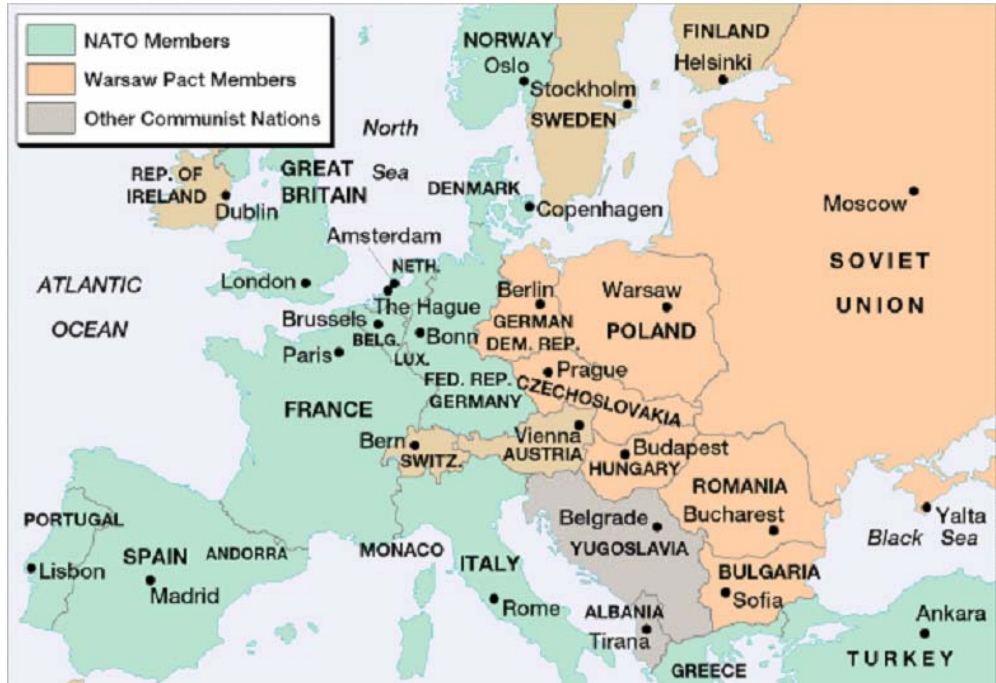 NATO Members
Warsaw Pact Members
Other Communist Nations
NORWAY
Oslo
FINLAND
Helsinki
Stockholm
SWEDEN
North
Sea
REP. OF
IRELAND
Dublin
GREAT
BRITAIN
DENMARK
Copenhagen
Moscow
SOVIET
UNION
Amsterdam
NETH.
ATLANTIC
OCEAN
London
The Hague
Berlin
GERMAN
DEM. REP.
Warsaw
POLAND
Brussels
BELG.
Bonn
Paris
LUX.
FED. REP.
GERMANY
Prague
CZECHOSLOVAKIA
FRANCE
Bern
SWITZ.
Vienna
AUSTRIA
Budapest
HUNGARY
ROMANIA
Bucharest
Yalta
Black Sea
Belgrade
YUGOSLAVIA
PORTUGAL
Lisbon
SPAIN
Madrid
ANDORRA
MONACO
ITALY
Rome
BULGARIA
Sofia
ALBANIA
Tirana
GREECE
Ankara
TURKEY